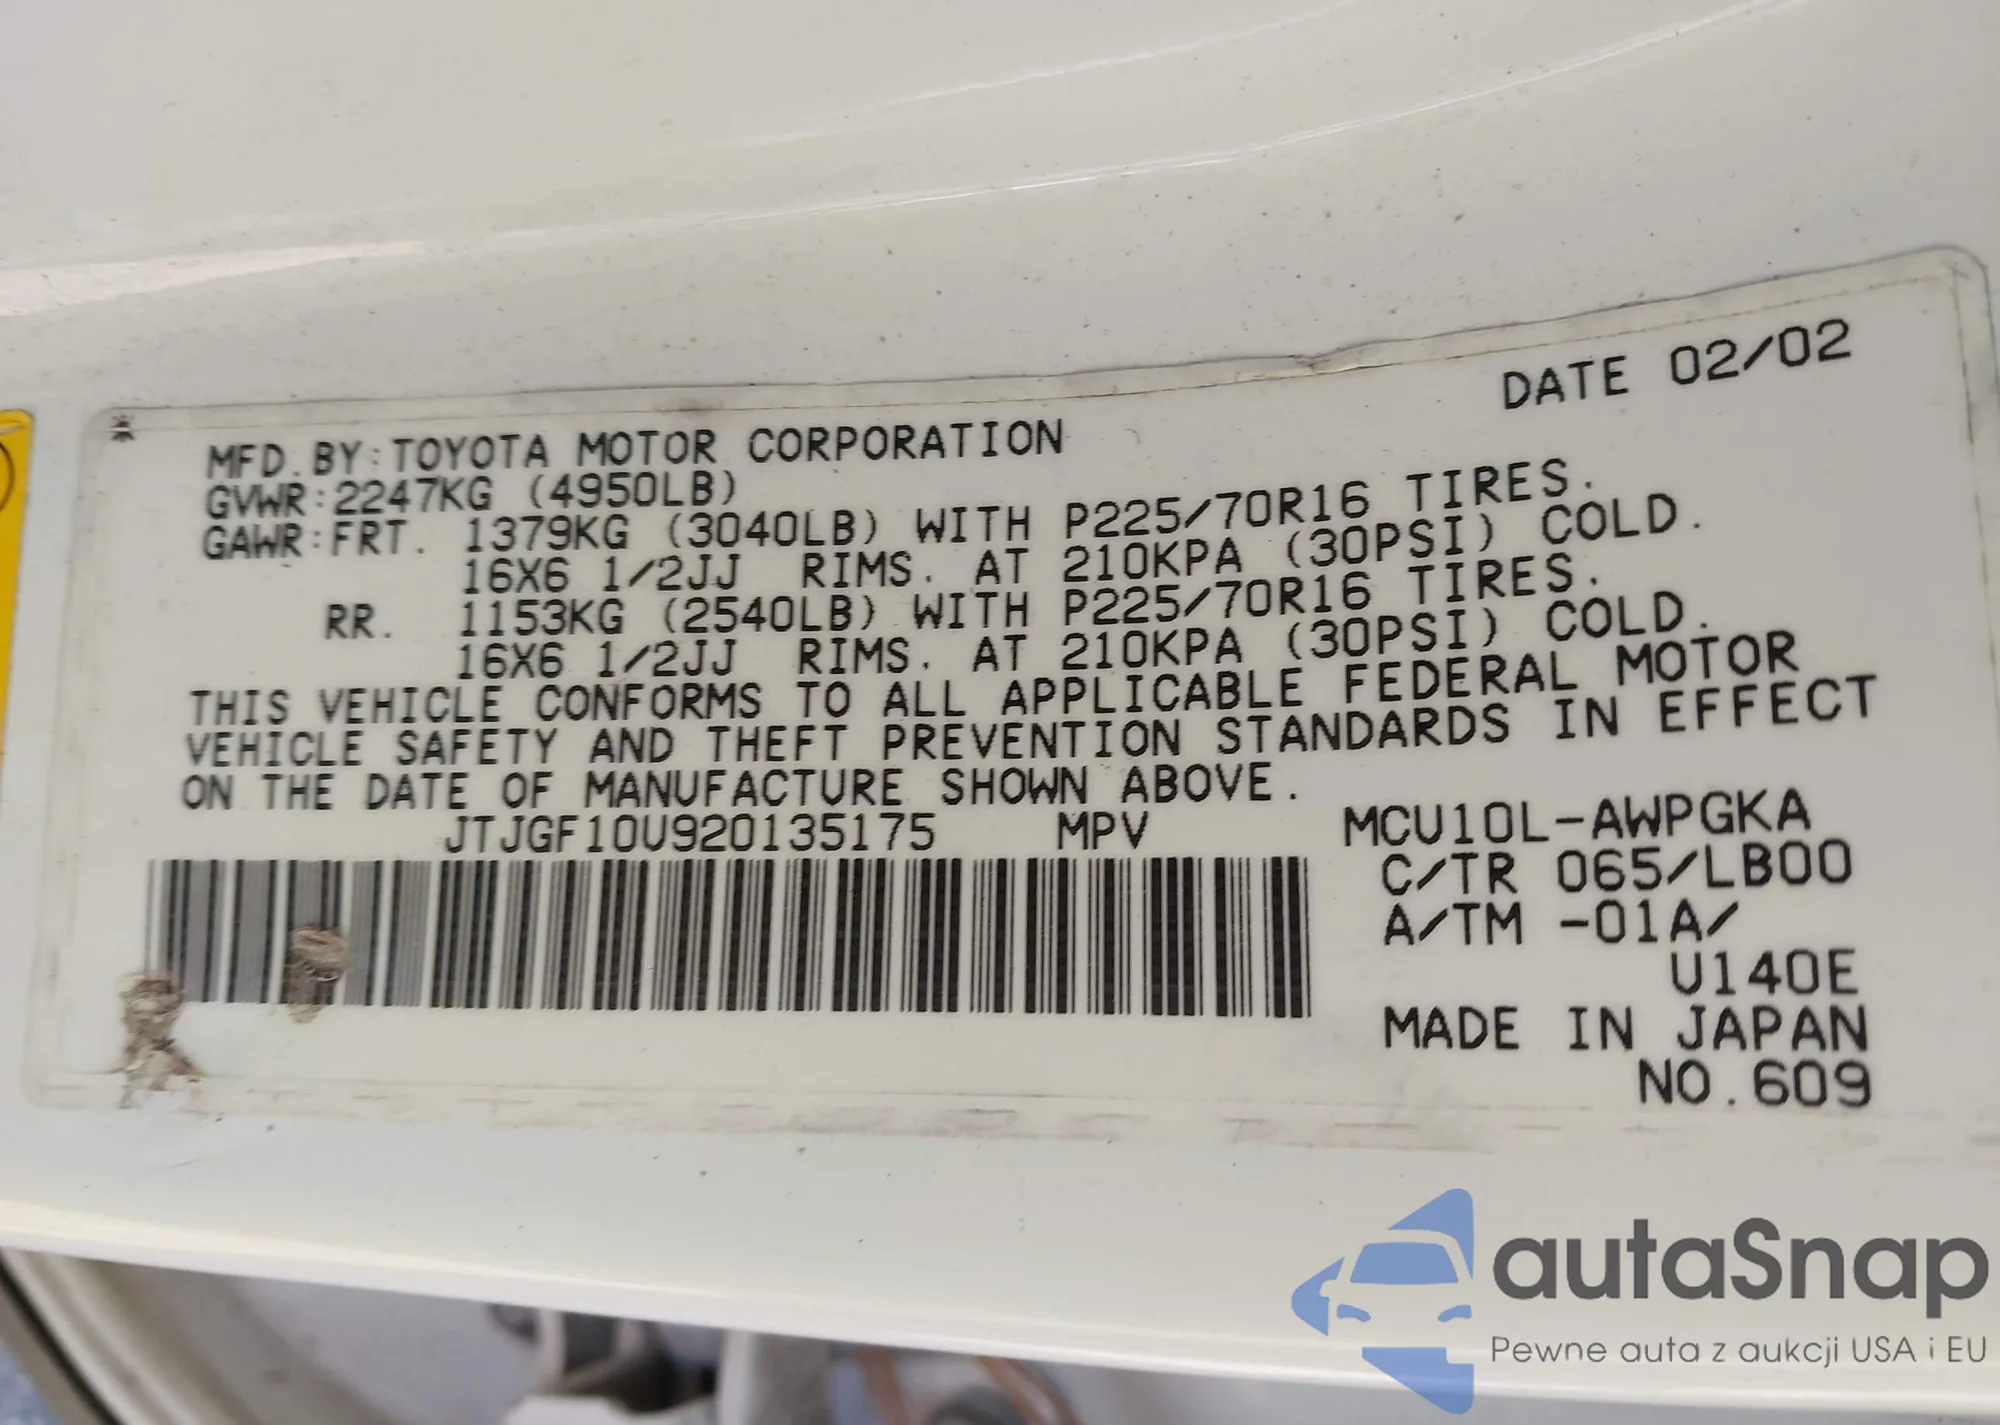 DATE 02/02
MFD.BY:TOYOTA MOTOR CORPORATION
GVWR:2247KG (4950LB)
GAWR:FRT. 1379KG (3040LB) WITH P225/70R16 TIRES.
16X6 1/2JJ RIMS. AT 210KPA (30PSI) COLD.
RR. 1153KG (2540LB) WITH P225/70R16 TIRES.
16X6 1/2JJ RIMS. AT 210KPA (30PSI) COLD.
THIS VEHICLE CONFORMS TO ALL APPLICABLE FEDERAL MOTOR
VEHICLE SAFETY AND THEFT PREVENTION STANDARDS IN EFFECT
ON THE DATE OF MANUFACTURE SHOWN ABOVE.
JTJGF10U920135175 MPV MCU10L-AWPGKA
C/TR 065/LB00
A/TM -01A/
U140E
MADE IN JAPAN
NO.609
autaSnap
Pewne auta z aukcji USA i EU